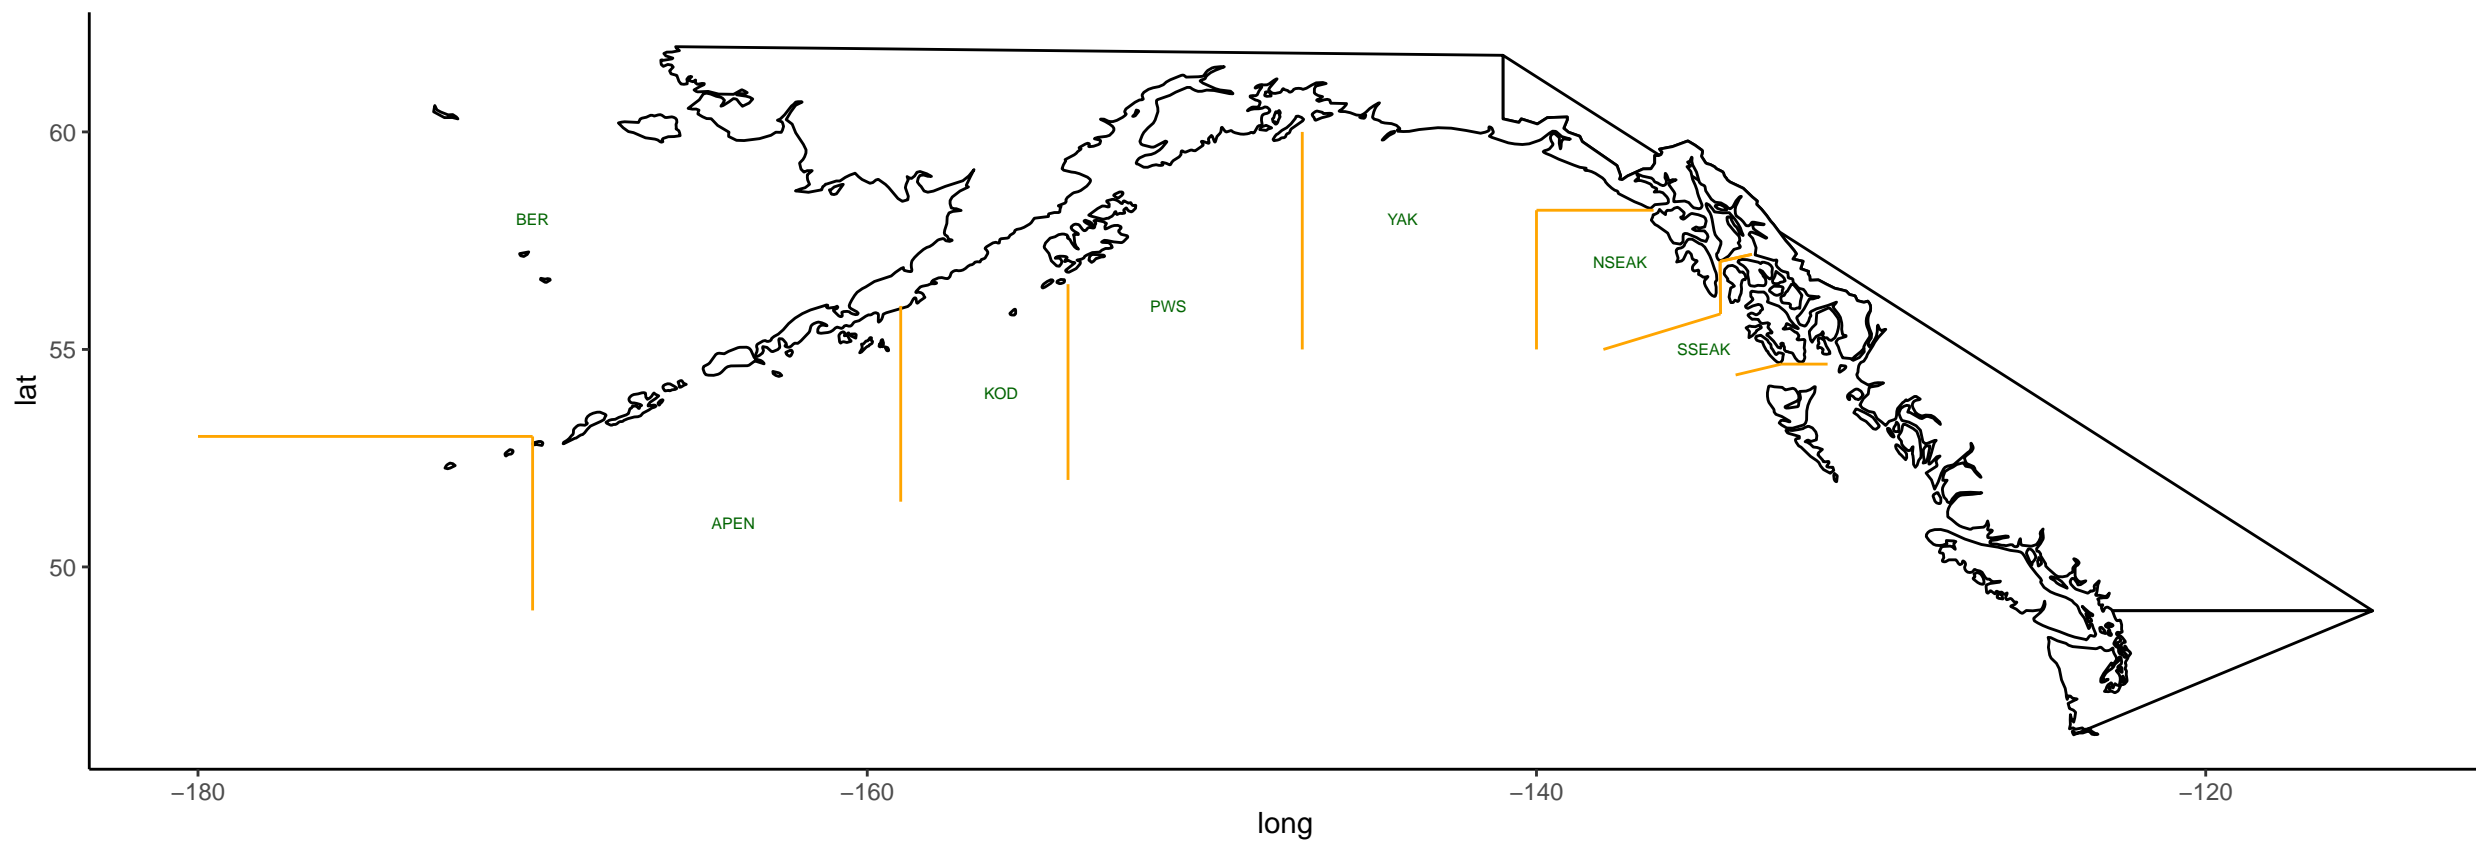 60
BER
YAK
NSEAK
PWS
55
SSEAK
lat
KOD
APEN
50
−180
−160
−140
−120
long